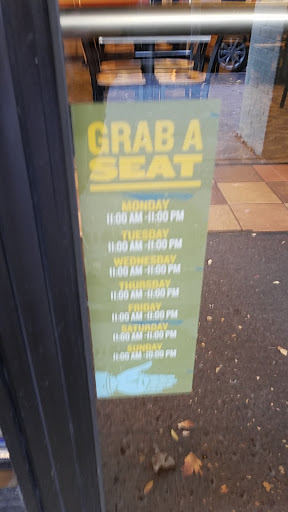 GRAB A
SEAT
MONDAY
11:00 AM -11:00 PM
TUESDAY
11:00 AM -11:00 PM
WEDNESDAY
11:00 AM -11:00 PM
THURSDAY
11:00 AM -11:00 PM
FRIDAY
11:00 AM -11:00 PM
SATURDAY
11:00 AM -11:00 PM
SUNDAY
11:00 AM -10:00 PM